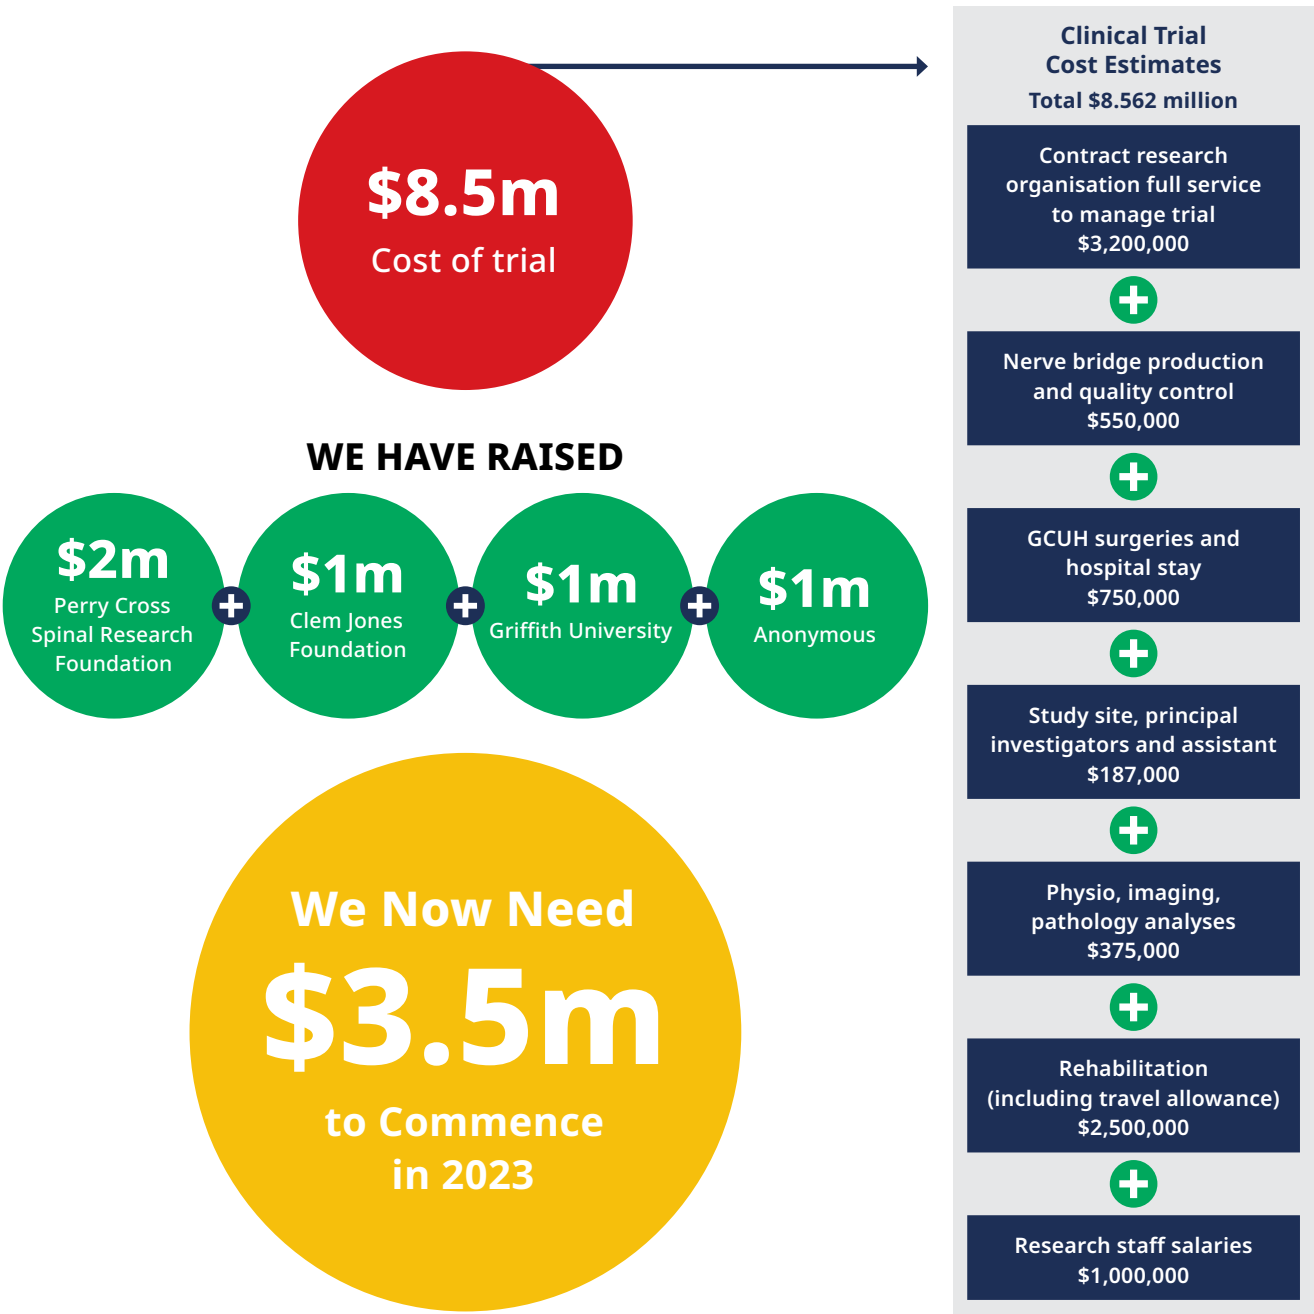 $8.5m
Cost of trial
WE HAVE RAISED
$2m
Perry Cross
Spinal Research
Foundation
$1m
Clem Jones
Foundation
$1m
Griffith University
$1m
Anonymous
We Now Need
$3.5m
to Commence
in 2023
Clinical Trial
Cost Estimates
Total $8.562 million
Contract research
organisation full service
to manage trial
$3,200,000
Nerve bridge production
and quality control
$550,000
GCUH surgeries and
hospital stay
$750,000
Study site, principal
investigators and assistant
$187,000
Physio, imaging,
pathology analyses
$375,000
Rehabilitation
(including travel allowance)
$2,500,000
Research staff salaries
$1,000,000